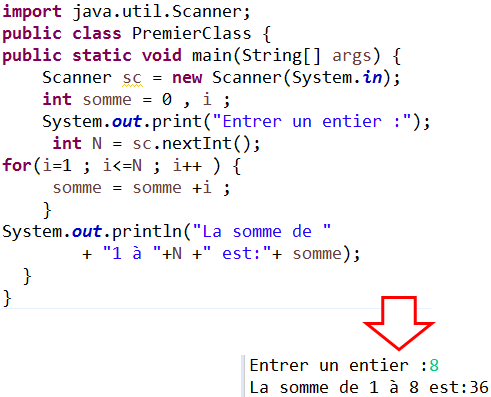 import java.util.Scanner;
public class PremierClass {
public static void main(String[] args) {
    Scanner sc = new Scanner(System.in);
    int somme = 0 , i ;
    System.out.print("Entrer un entier :");
     int N = sc.nextInt();
for(i=1 ; i<=N ; i++ ) {
     somme = somme +i ;
    }
System.out.println("La somme de "
        + "1 à "+N +" est:"+ somme);
  }
}
Entrer un entier :8
La somme de 1 à 8 est:36